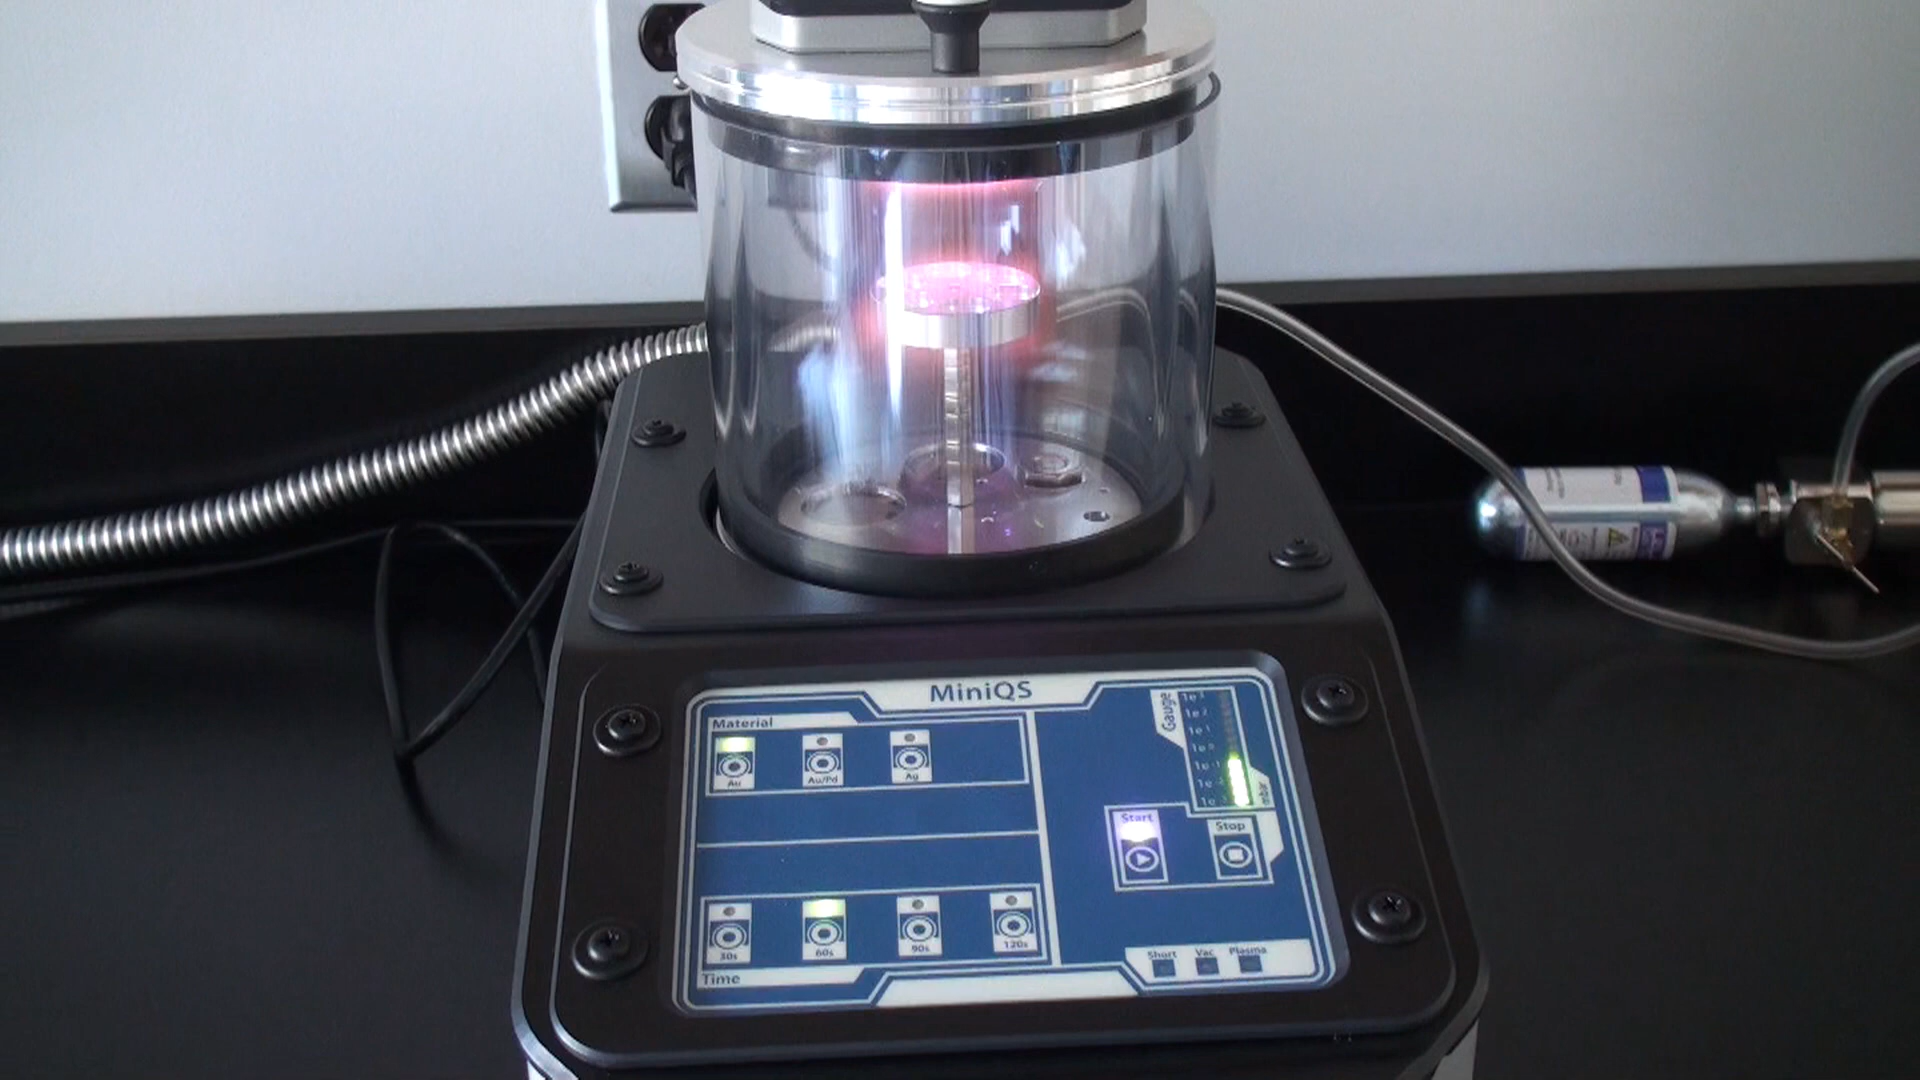 MiniQS
Material
Au
Au/Pd
Ag
Gauge
mbar
Start
Stop
30s
60s
90s
120s
Time
Short
Vac
Plasma